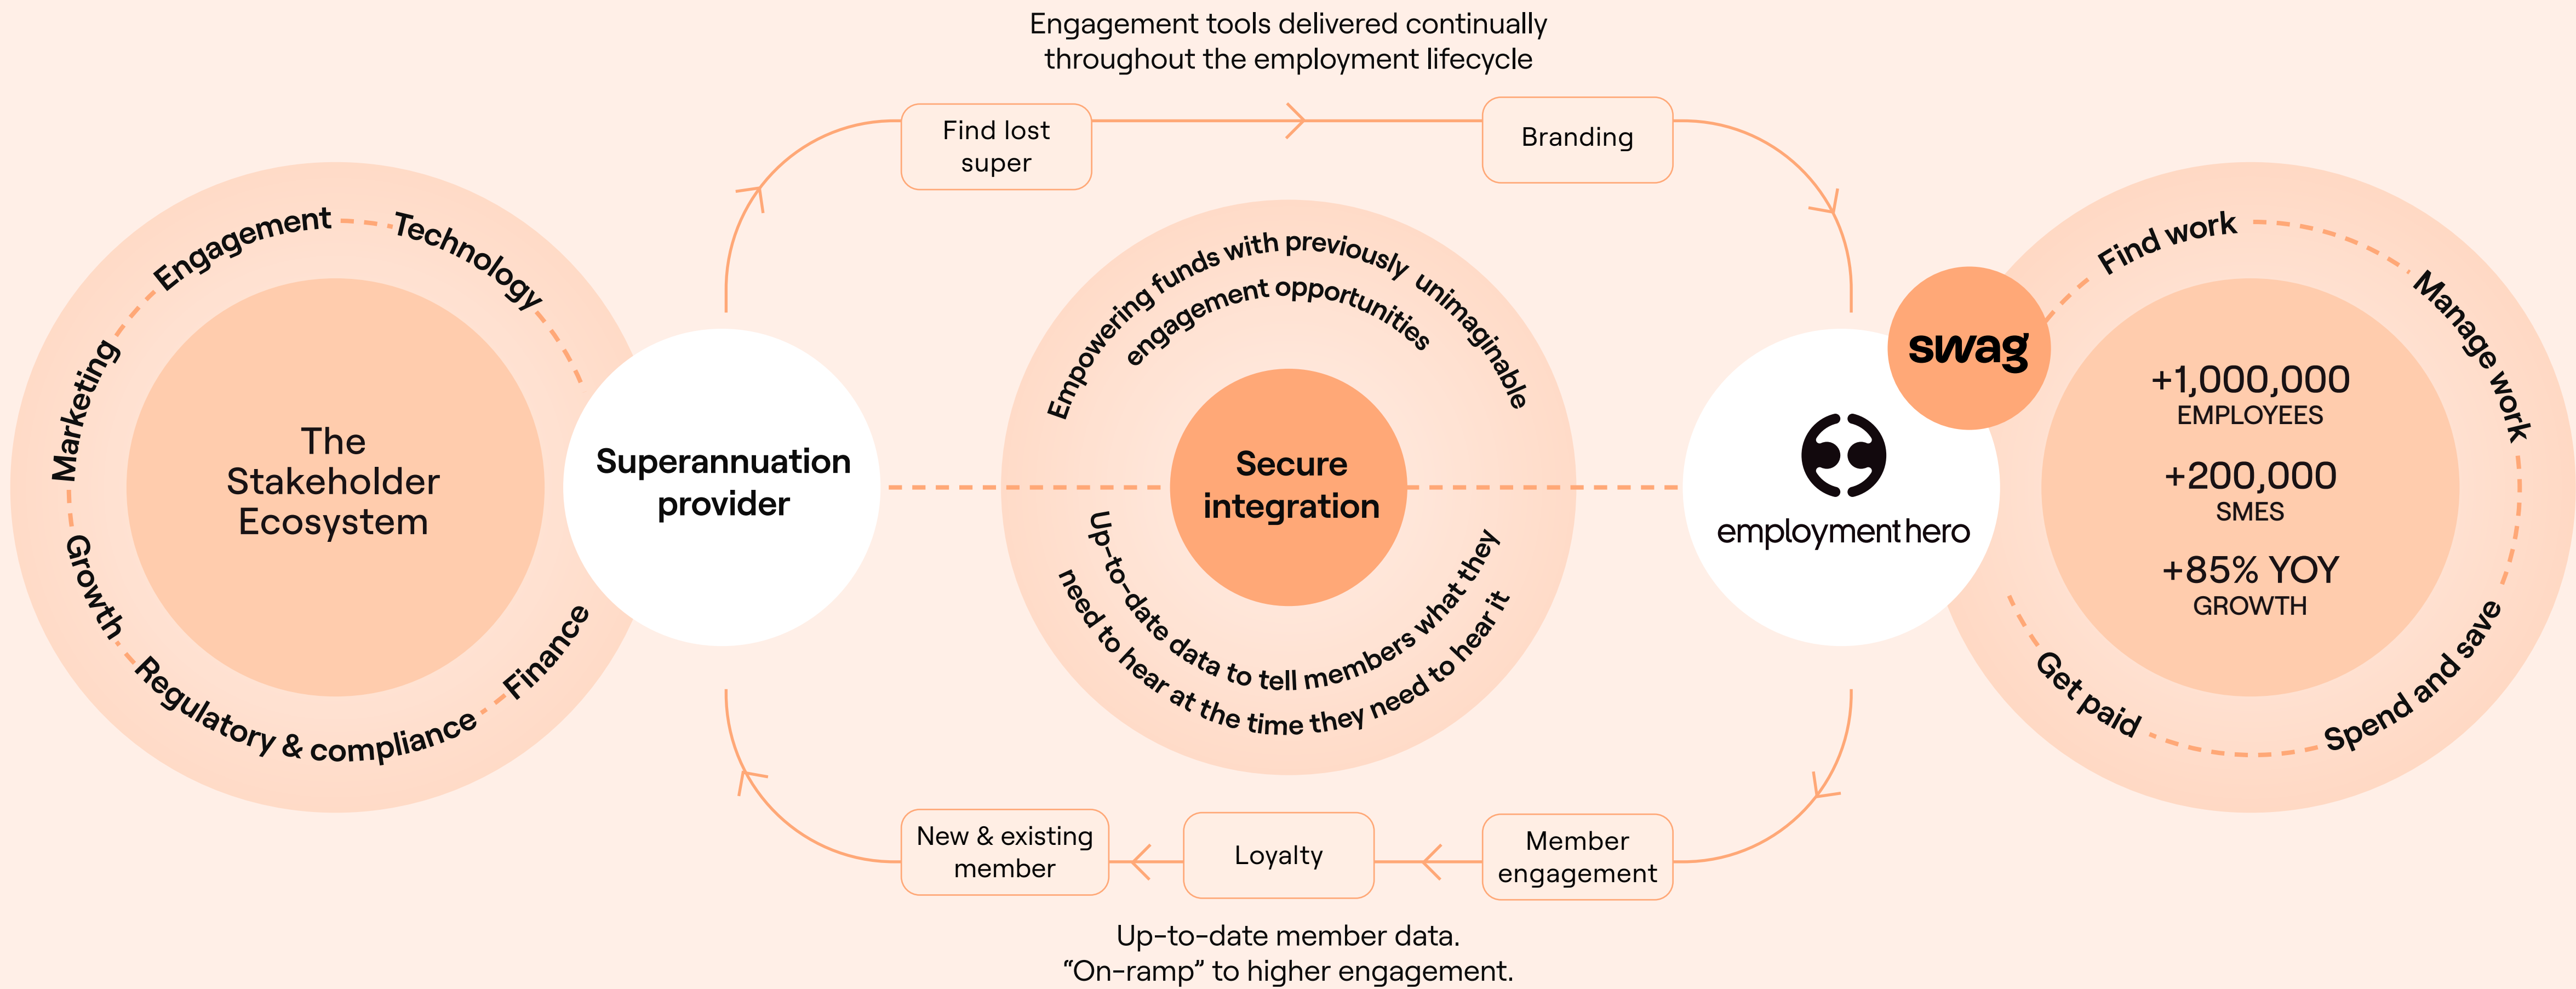 Engagement tools delivered continually
throughout the employment lifecycle
Find lost
super
Branding
Engagement
Technology
Marketing
Growth
Regulatory & compliance
Finance
The
Stakeholder
Ecosystem
Superannuation
provider
Empowering funds with previously unimaginable
engagement opportunities
Secure
integration
Up-to-date data to tell members what they
need to hear at the time they need to hear it
swag
employmenthero
Find work
Manage work
Spend and save
Get paid
+1,000,000
EMPLOYEES
+200,000
SMES
+85% YOY
GROWTH
New & existing
member
Loyalty
Member
engagement
Up-to-date member data.
“On-ramp” to higher engagement.